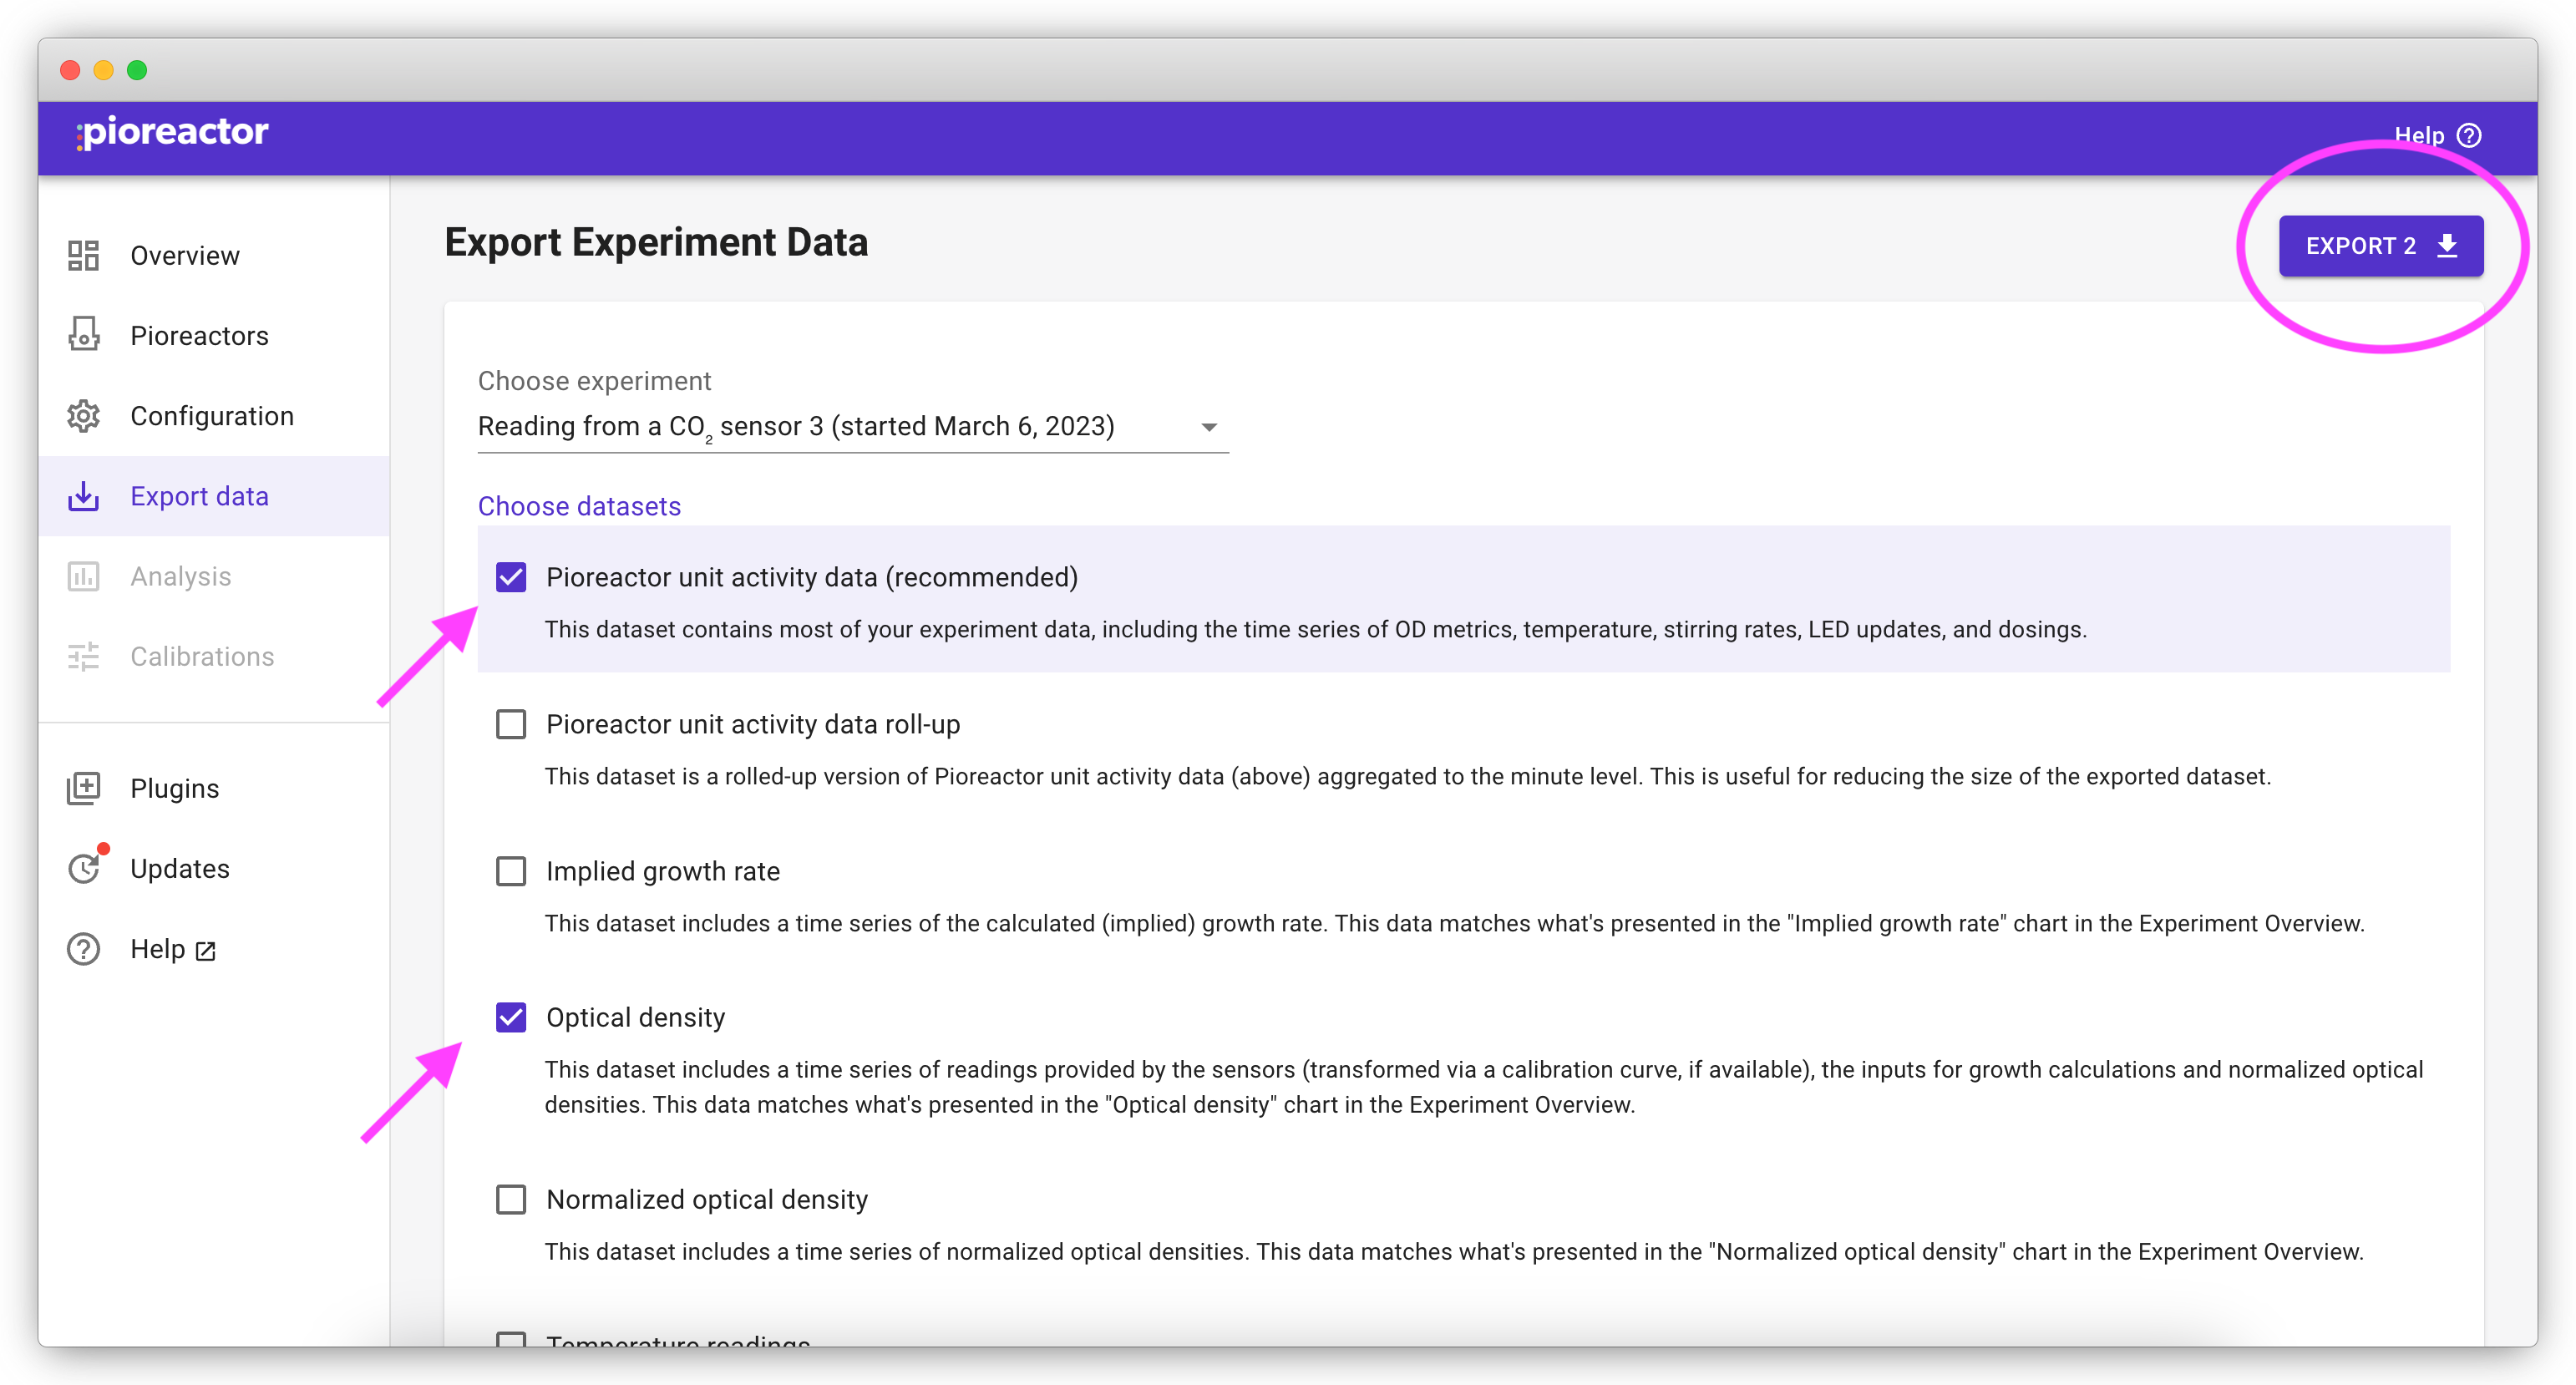 pioreactor
Help
Overview
Pioreactors
Configuration
Export data
Analysis
Calibrations
Plugins
Updates
Help
Export Experiment Data
EXPORT 2
Choose experiment
Reading from a CO₂ sensor 3 (started March 6, 2023)
Choose datasets
Pioreactor unit activity data (recommended)
This dataset contains most of your experiment data, including the time series of OD metrics, temperature, stirring rates, LED updates, and dosings.
Pioreactor unit activity data roll-up
This dataset is a rolled-up version of Pioreactor unit activity data (above) aggregated to the minute level. This is useful for reducing the size of the exported dataset.
Implied growth rate
This dataset includes a time series of the calculated (implied) growth rate. This data matches what's presented in the "Implied growth rate" chart in the Experiment Overview.
Optical density
This dataset includes a time series of readings provided by the sensors (transformed via a calibration curve, if available), the inputs for growth calculations and normalized optical
densities. This data matches what's presented in the "Optical density" chart in the Experiment Overview.
Normalized optical density
This dataset includes a time series of normalized optical densities. This data matches what's presented in the "Normalized optical density" chart in the Experiment Overview.
Temperature readings